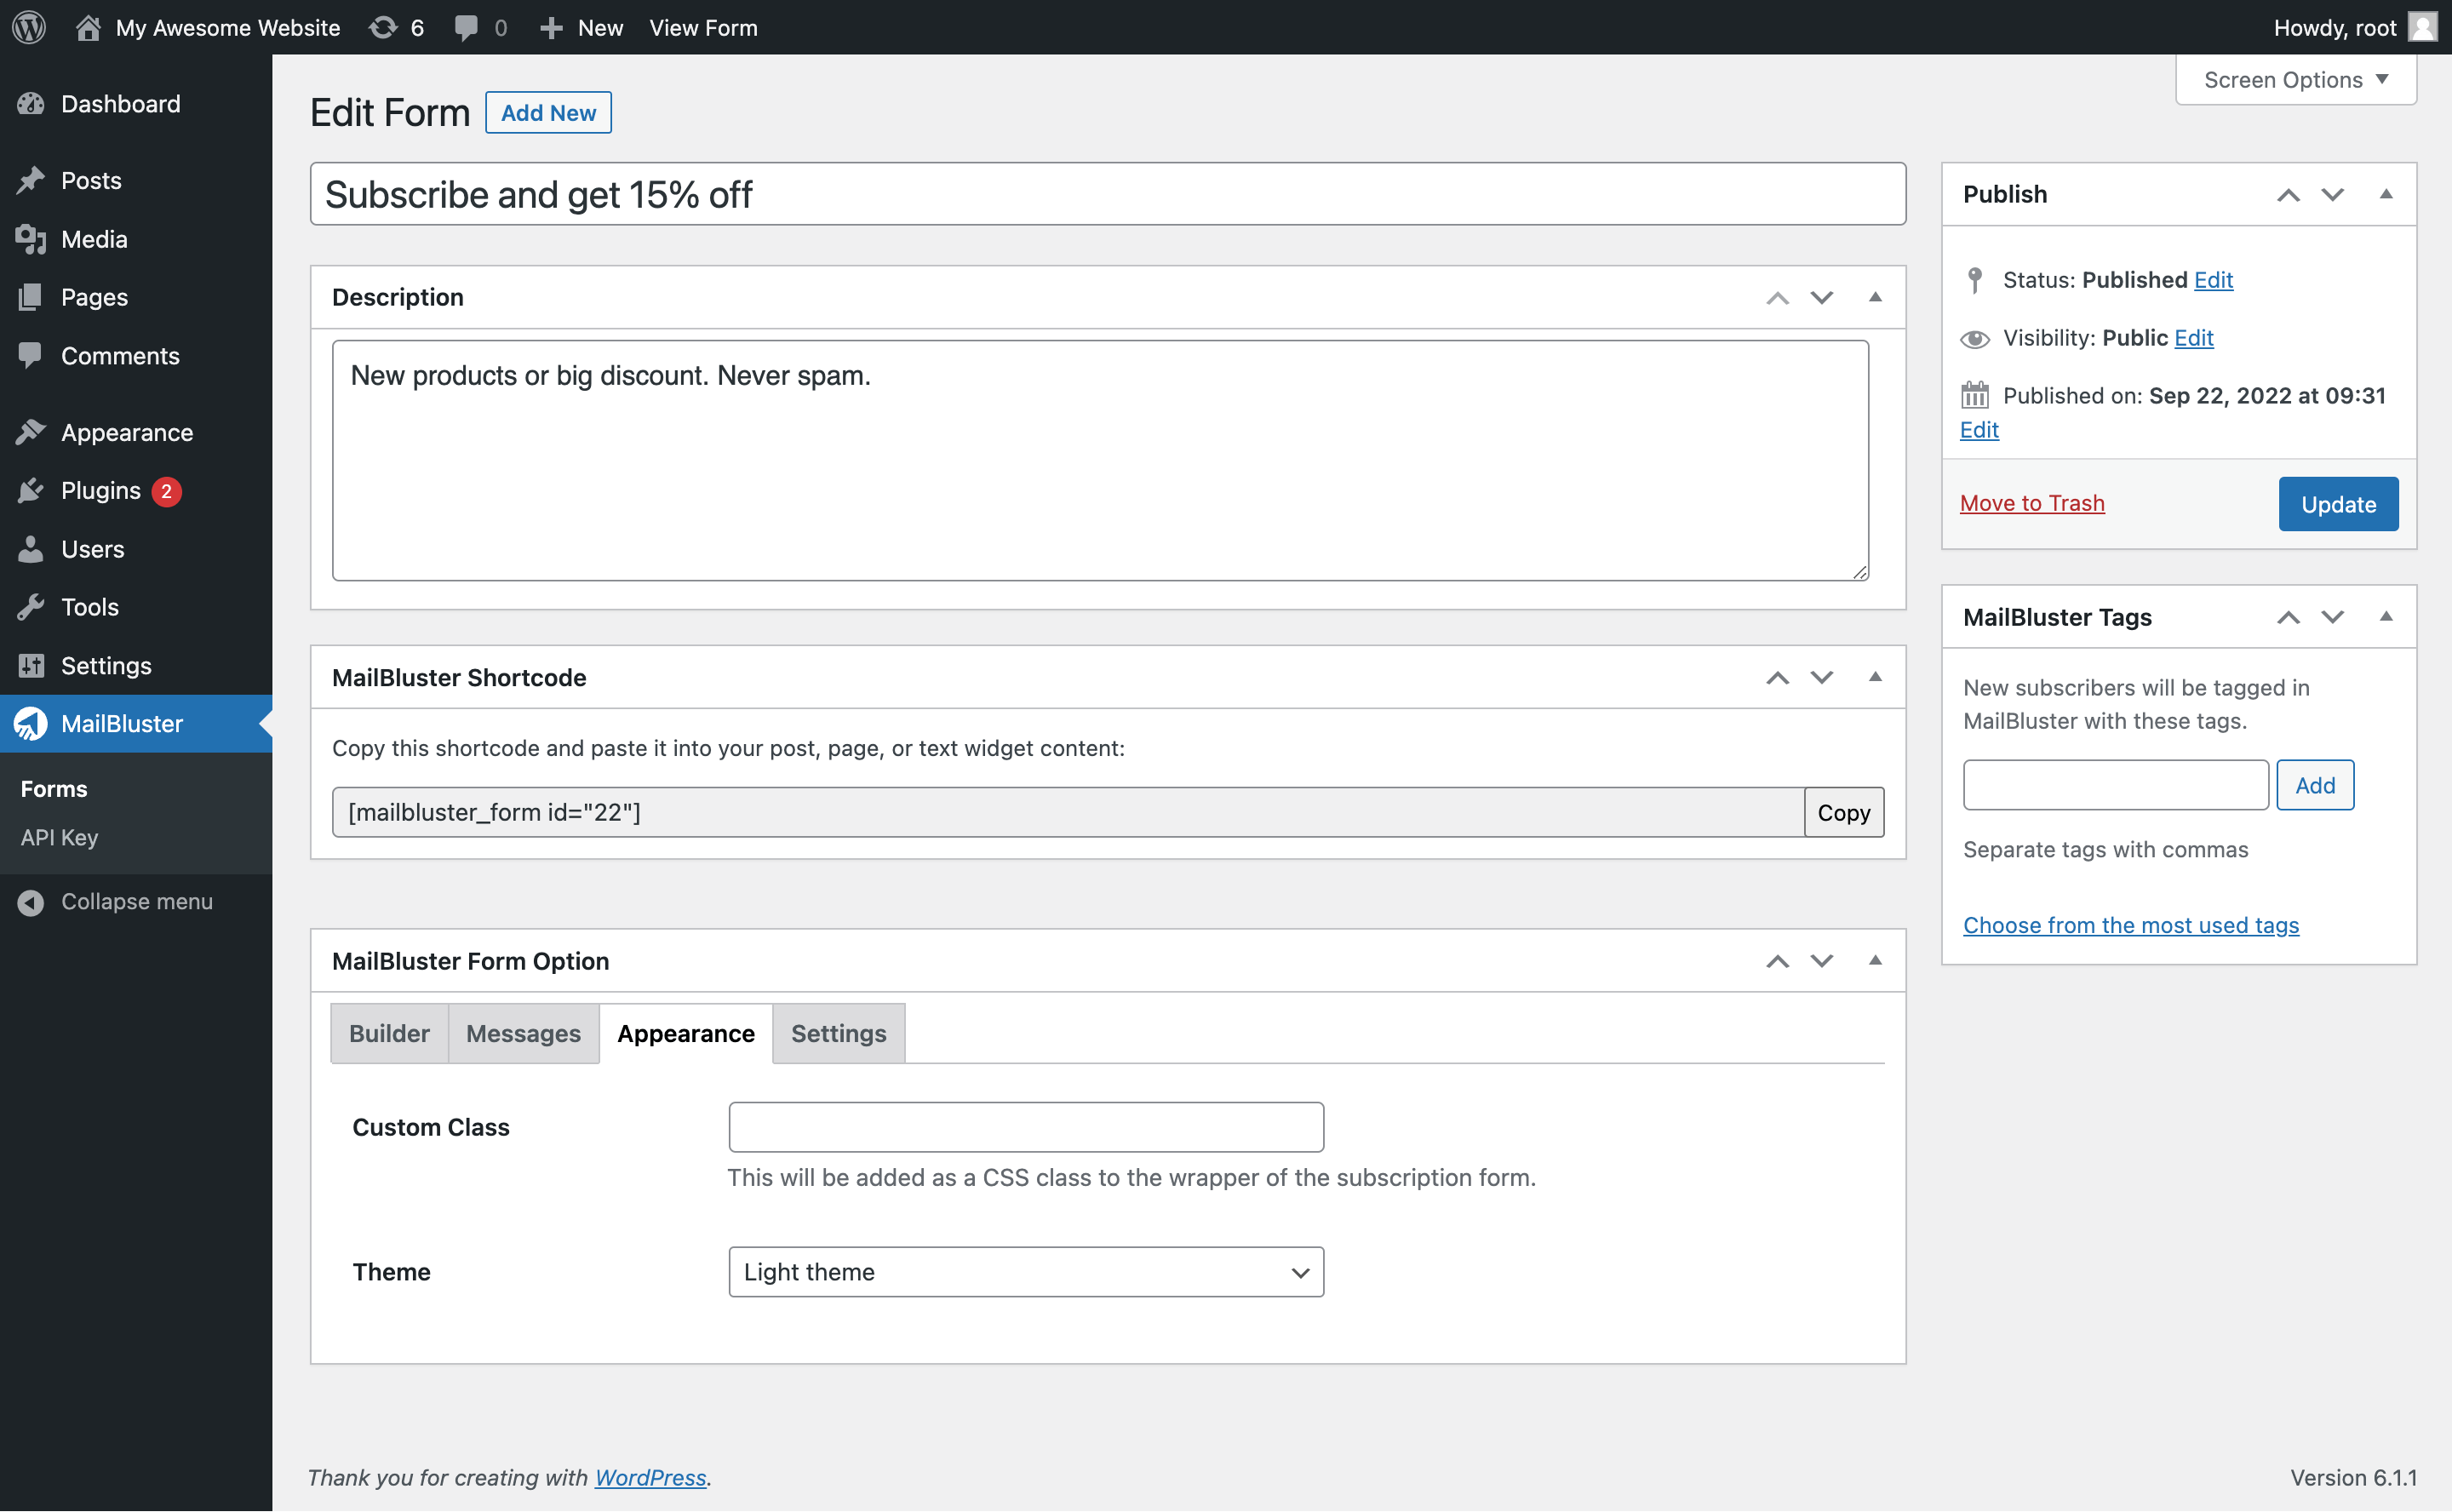 My Awesome Website 6 0 New View Form Howdy, root
Screen Options
Dashboard
Posts
Media
Pages
Comments
Appearance
Plugins 2
Users
Tools
Settings
MailBluster
Forms
API Key
Collapse menu
Edit Form Add New
Subscribe and get 15% off
Description
New products or big discount. Never spam.
MailBluster Shortcode
Copy this shortcode and paste it into your post, page, or text widget content:
[mailbluster_form id="22"] Copy
MailBluster Form Option
Builder Messages Appearance Settings
Custom Class
This will be added as a CSS class to the wrapper of the subscription form.
Theme Light theme
Publish
Status: Published Edit
Visibility: Public Edit
Published on: Sep 22, 2022 at 09:31
Edit
Move to Trash Update
MailBluster Tags
New subscribers will be tagged in
MailBluster with these tags.
Add
Separate tags with commas
Choose from the most used tags
Thank you for creating with WordPress. Version 6.1.1